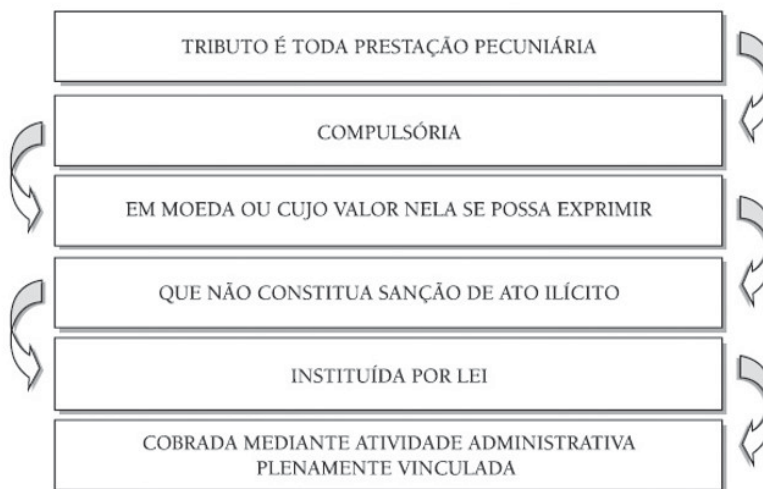 TRIBUTO É TODA PRESTAÇÃO PECUNIÁRIA
COMPULSÓRIA
EM MOEDA OU CUJO VALOR NELA SE POSSA EXPRIMIR
QUE NÃO CONSTITUA SANÇÃO DE ATO ILÍCITO
INSTITUÍDA POR LEI
COBRADA MEDIANTE ATIVIDADE ADMINISTRATIVA
PLENAMENTE VINCULADA